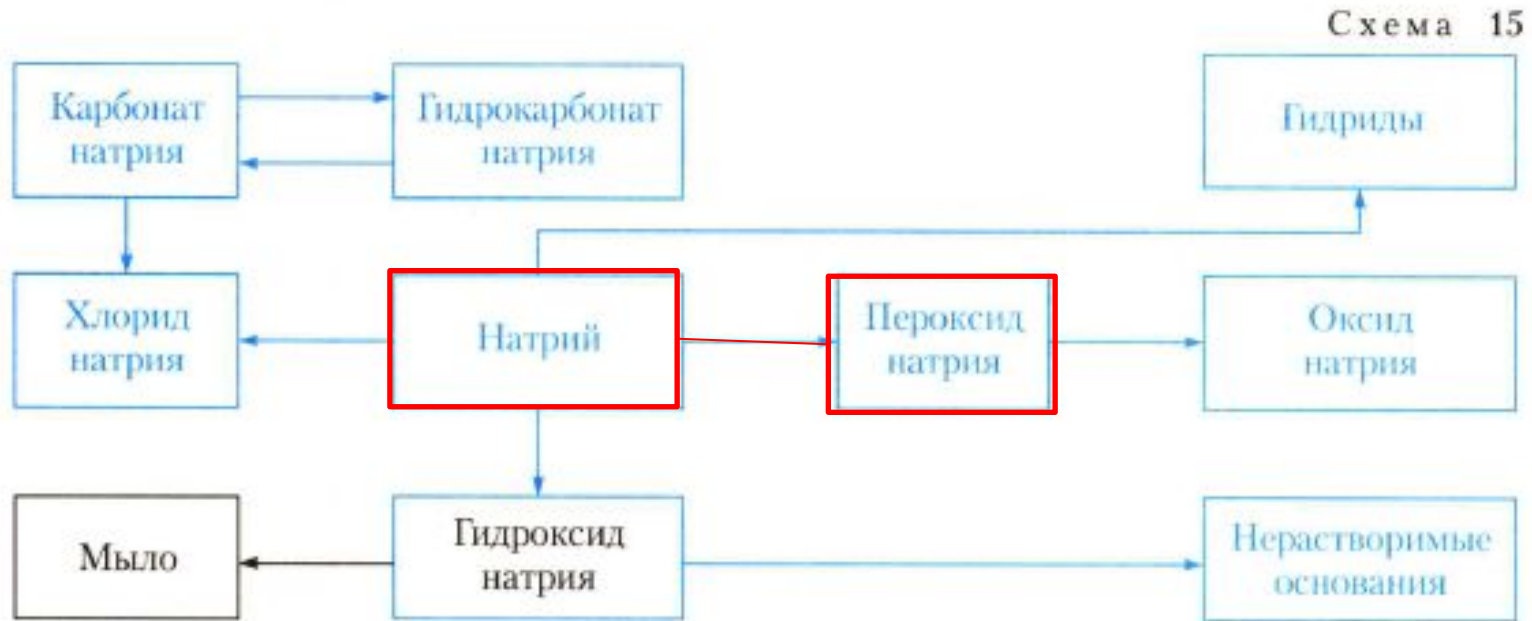 Схема 15
Карбонат
натрия
Гидрокарбонат
натрия
Гидриды
Хлорид
натрия
Натрий
Пероксид
натрия
Оксид
натрия
Мыло
Гидроксид
натрия
Нерастворимые
основания